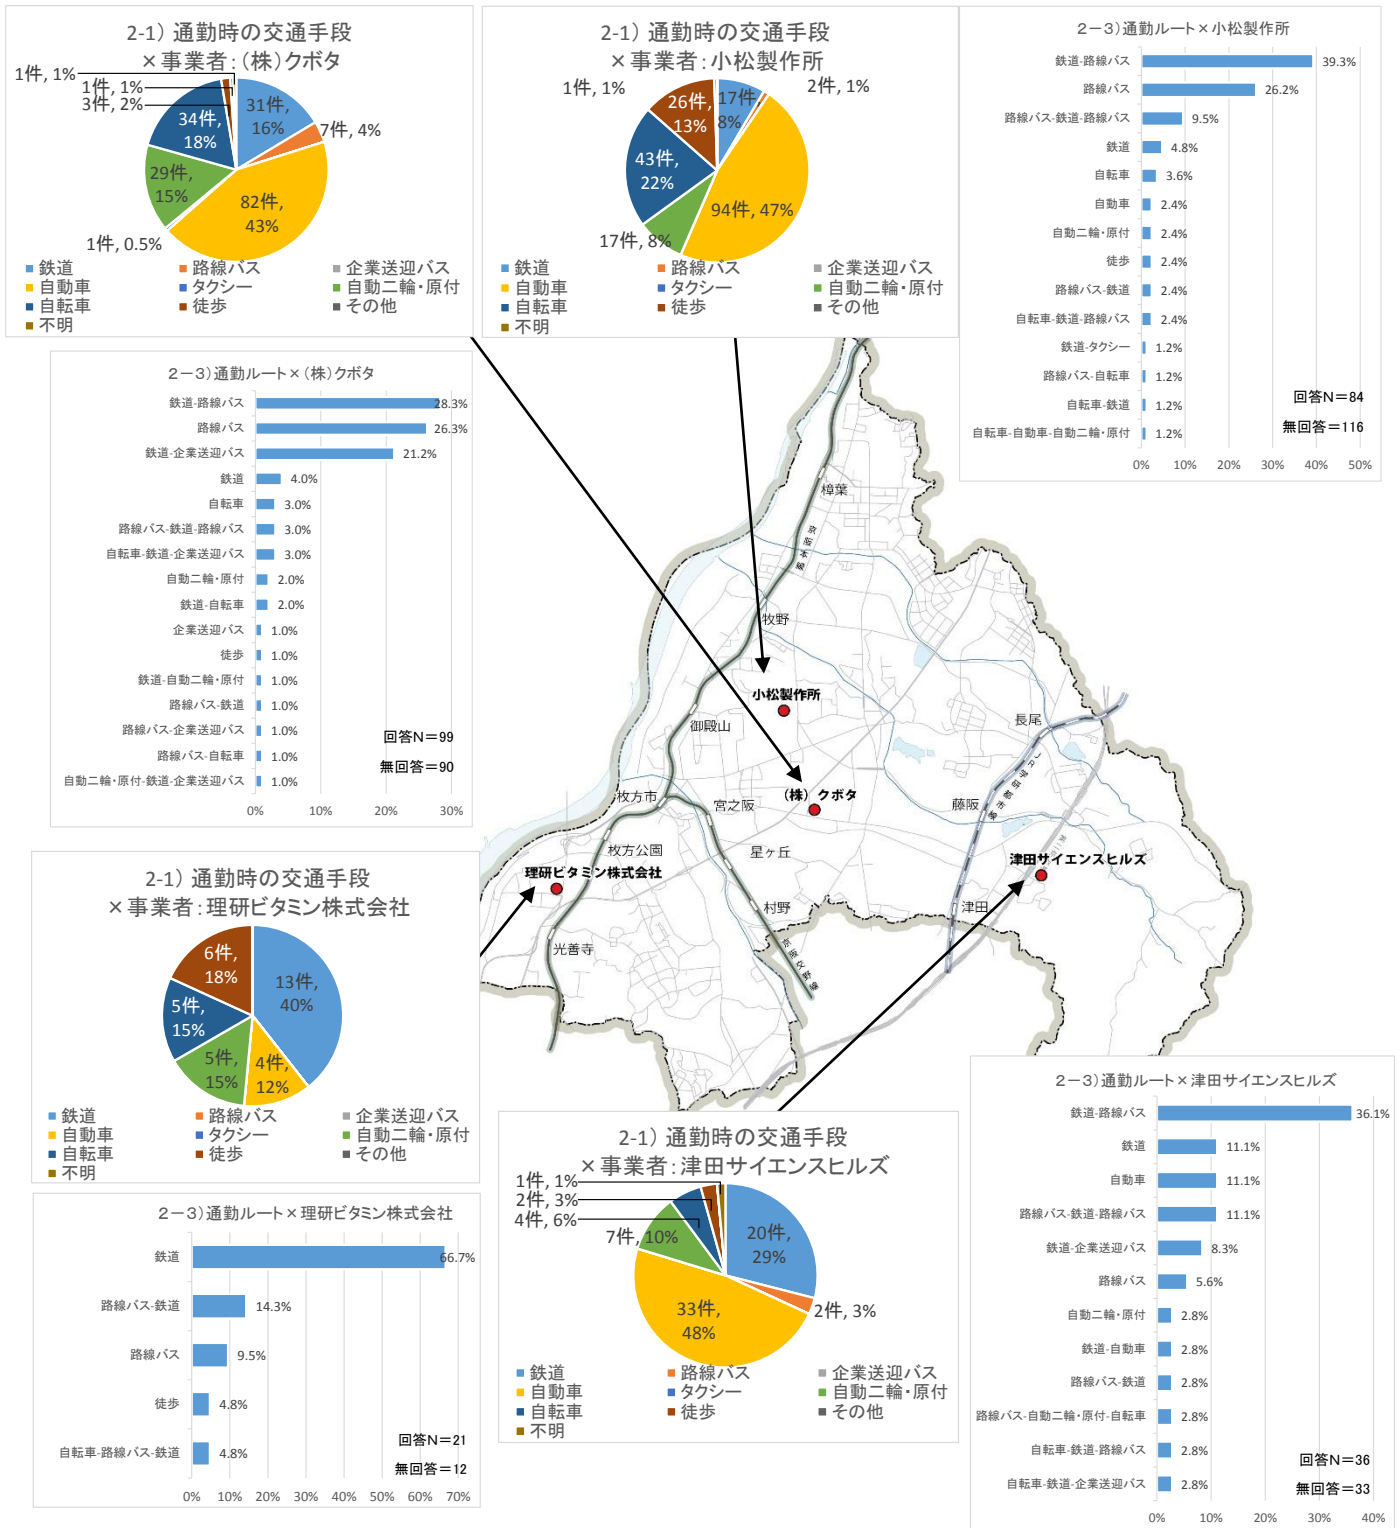 2-1) 通勤時の交通手段
×事業者:(株)クボタ
1件, 1%
1件, 1%
3件, 2%
34件,
18%
31件,
16%
7件, 4%
29件,
15%
82件,
43%
1件, 0.5%
鉄道
路線バス
企業送迎バス
自動車
タクシー
自動二輪・原付
自転車
徒歩
その他
不明
2-1) 通勤時の交通手段
×事業者:小松製作所
1件, 1%
26件,
13%
17件,
8%
2件, 1%
43件,
22%
94件, 47%
17件, 8%
鉄道
路線バス
企業送迎バス
自動車
タクシー
自動二輪・原付
自転車
徒歩
その他
不明
2-3)通勤ルート×小松製作所
0% 10% 20% 30% 40% 50%
鉄道-路線バス 39.3%
路線バス 26.2%
路線バス-鉄道-路線バス 9.5%
鉄道 4.8%
自転車 3.6%
自動車 2.4%
自動二輪・原付 2.4%
徒歩 2.4%
路線バス-鉄道 2.4%
自転車-鉄道-路線バス 2.4%
鉄道-タクシー 1.2%
路線バス-自転車 1.2%
自転車-鉄道 1.2%
自転車-自動車-自動二輪・原付 1.2%
回答N=84
無回答=116
2-3)通勤ルート×(株)クボタ
鉄道-路線バス 28.3%
路線バス 26.3%
鉄道-企業送迎バス 21.2%
鉄道 4.0%
自転車 3.0%
路線バス-鉄道-路線バス 3.0%
自転車-鉄道-企業送迎バス 3.0%
自動二輪・原付 2.0%
鉄道-自転車 2.0%
企業送迎バス 1.0%
徒歩 1.0%
鉄道-自動二輪・原付 1.0%
路線バス-鉄道 1.0%
路線バス-企業送迎バス 1.0%
路線バス-自転車 1.0%
自動二輪・原付-鉄道-企業送迎バス 1.0%
回答N=99
無回答=90
0% 10% 20% 30%
樟葉
京阪本線
牧野
小松製作所
御殿山
長尾
JR学研都市線
(株)クボタ
枚方市
宮之阪
藤阪
枚方公園
星ヶ丘
津田サイエンスヒルズ
理研ビタミン株式会社
村野
津田
光善寺
京阪交野線
2-1) 通勤時の交通手段
×事業者:理研ビタミン株式会社
6件,
18%
13件,
40%
5件,
15%
5件,
15%
4件,
12%
鉄道
路線バス
企業送迎バス
自動車
タクシー
自動二輪・原付
自転車
徒歩
その他
不明
2-3)通勤ルート×理研ビタミン株式会社
鉄道 66.7%
路線バス-鉄道 14.3%
路線バス 9.5%
徒歩 4.8%
自転車-路線バス-鉄道 4.8%
回答N=21
無回答=12
0% 10% 20% 30% 40% 50% 60% 70%
2-1) 通勤時の交通手段
×事業者:津田サイエンスヒルズ
1件, 1%
2件, 3%
4件, 6%
7件, 10%
20件,
29%
2件, 3%
33件,
48%
鉄道
路線バス
企業送迎バス
自動車
タクシー
自動二輪・原付
自転車
徒歩
その他
不明
2-3)通勤ルート×津田サイエンスヒルズ
鉄道-路線バス 36.1%
鉄道 11.1%
自動車 11.1%
路線バス-鉄道-路線バス 11.1%
鉄道-企業送迎バス 8.3%
路線バス 5.6%
自動二輪・原付 2.8%
鉄道-自動車 2.8%
路線バス-鉄道 2.8%
路線バス-自動二輪・原付-自転車 2.8%
自転車-鉄道-路線バス 2.8%
自転車-鉄道-企業送迎バス 2.8%
回答N=36
無回答=33
0% 10% 20% 30% 40%